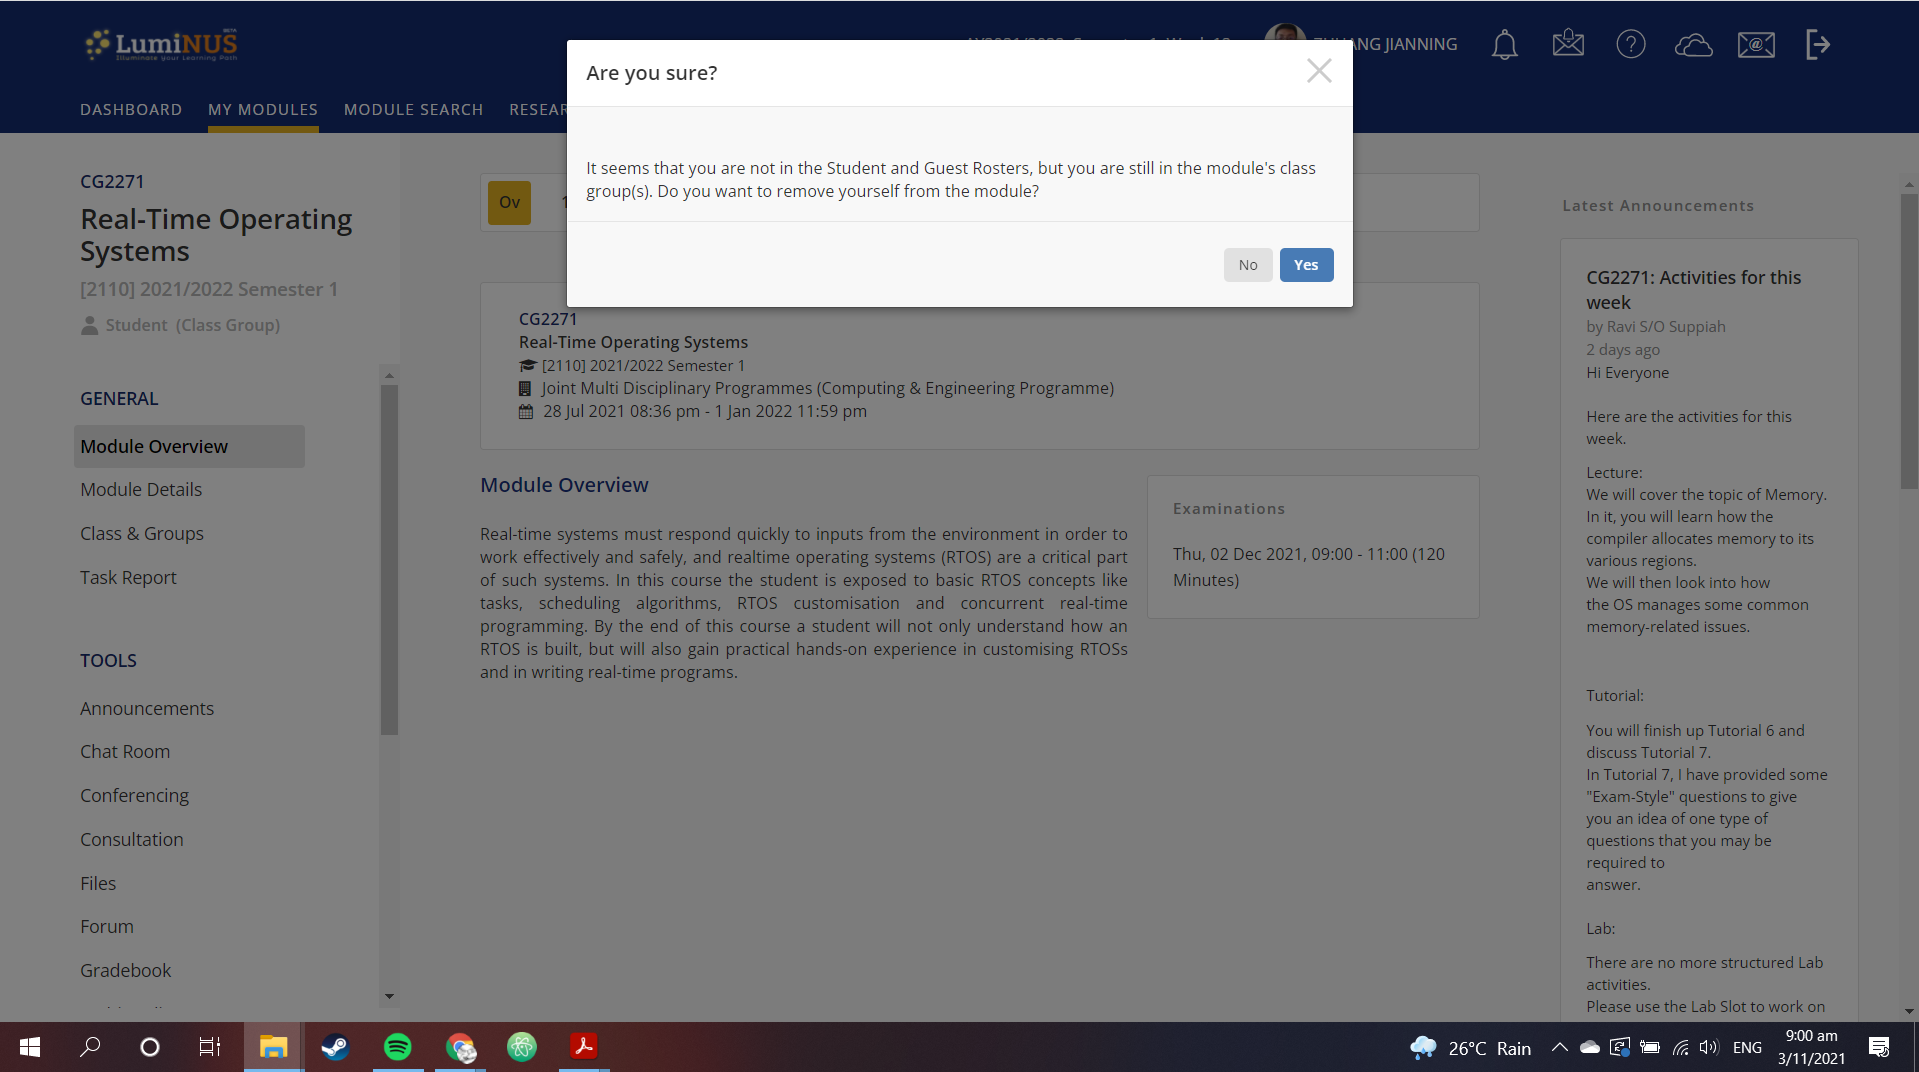 LumiNUS
BETA
Illuminate your Learning Path
JIANNING
DASHBOARD
MY MODULES
MODULE SEARCH
Are you sure?
It seems that you are not in the Student and Guest Rosters, but you are still in the module's class
group(s). Do you want to remove yourself from the module?
No
Yes
CG2271
Real-Time Operating
Systems
[2110] 2021/2022 Semester 1
Student (Class Group)
GENERAL
Module Overview
Module Details
Class & Groups
Task Report
TOOLS
Announcements
Chat Room
Conferencing
Consultation
Files
Forum
Gradebook
Ov
CG2271
Real-Time Operating Systems
[2110] 2021/2022 Semester 1
Joint Multi Disciplinary Programmes (Computing & Engineering Programme)
28 Jul 2021 08:36 pm - 1 Jan 2022 11:59 pm
Module Overview
Real-time systems must respond quickly to inputs from the environment in order to
work effectively and safely, and realtime operating systems (RTOS) are a critical part
of such systems. In this course the student is exposed to basic RTOS concepts like
tasks, scheduling algorithms, RTOS customisation and concurrent real-time
programming. By the end of this course a student will not only understand how an
RTOS is built, but will also gain practical hands-on experience in customising RTOSs
and in writing real-time programs.
Examinations
Thu, 02 Dec 2021, 09:00 - 11:00 (120
Minutes)
Latest Announcements
CG2271: Activities for this
week
by Ravi S/O Suppiah
2 days ago
Hi Everyone
Here are the activities for this
week.
Lecture:
We will cover the topic of Memory.
In it, you will learn how the
compiler allocates memory to its
various regions.
We will then look into how
the OS manages some common
memory-related issues.
Tutorial:
You will finish up Tutorial 6 and
discuss Tutorial 7.
In Tutorial 7, I have provided some
"Exam-Style" questions to give
you an idea of one type of
questions that you may be
required to
answer.
Lab:
There are no more structured Lab
activities.
Please use the Lab Slot to work on
26°C Rain
ENG
9:00 am
3/11/2021